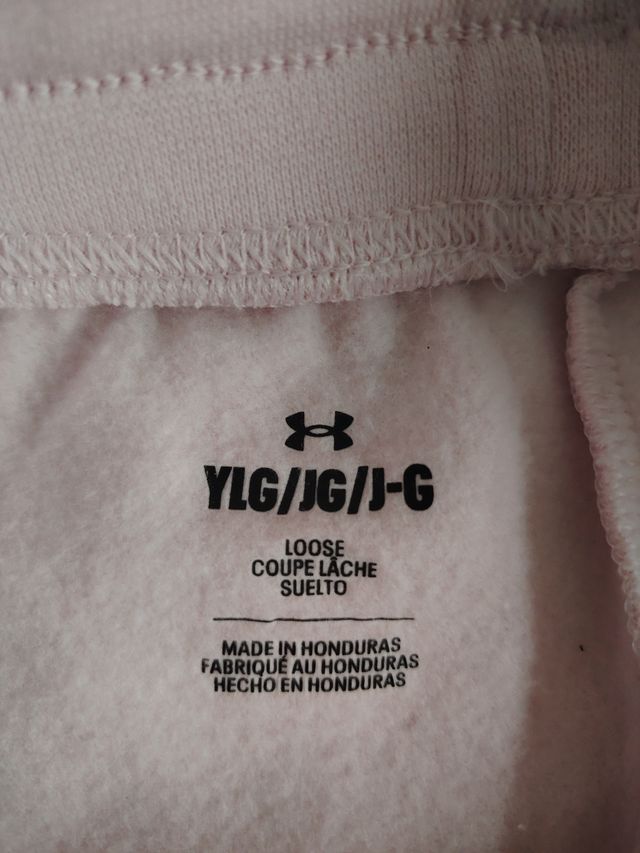 YLG/JG/J-G
LOOSE
COUPE LÂCHE
SUELTO
MADE IN HONDURAS
FABRIQUÉ AU HONDURAS
HECHO EN HONDURAS